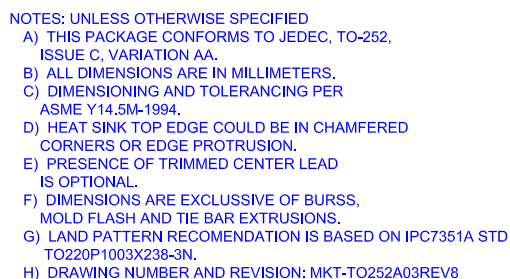 NOTES: UNLESS OTHERWISE SPECIFIED
A) THIS PACKAGE CONFORMS TO JEDEC, TO-252,
ISSUE C, VARIATION AA.
B) ALL DIMENSIONS ARE IN MILLIMETERS.
C) DIMENSIONING AND TOLERANCING PER
ASME Y14.5M-1994.
D) HEAT SINK TOP EDGE COULD BE IN CHAMFERED
CORNERS OR EDGE PROTRUSION.
E) PRESENCE OF TRIMMED CENTER LEAD
IS OPTIONAL.
F) DIMENSIONS ARE EXCLUSSIVE OF BURSS,
MOLD FLASH AND TIE BAR EXTRUSIONS.
G) LAND PATTERN RECOMENDATION IS BASED ON IPC7351A STD
TO220P1003X238-3N.
H) DRAWING NUMBER AND REVISION: MKT-TO252A03REV8